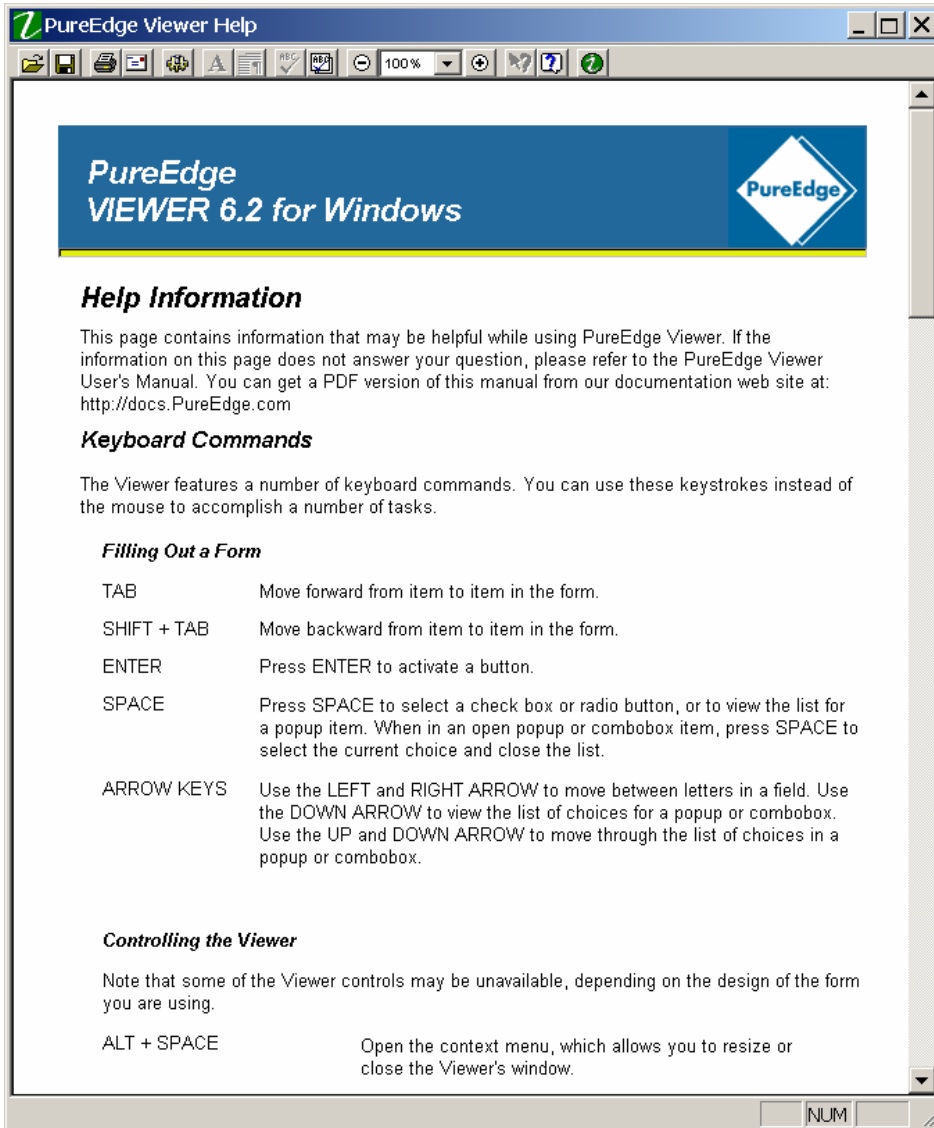 PureEdge Viewer Help
100%
PureEdge
VIEWER 6.2 for Windows
PureEdge
Help Information
This page contains information that may be helpful while using PureEdge Viewer. If the
information on this page does not answer your question, please refer to the PureEdge Viewer
User's Manual. You can get a PDF version of this manual from our documentation web site at:
http://docs.PureEdge.com
Keyboard Commands
The Viewer features a number of keyboard commands. You can use these keystrokes instead of
the mouse to accomplish a number of tasks.
Filling Out a Form
TAB Move forward from item to item in the form.
SHIFT + TAB Move backward from item to item in the form.
ENTER Press ENTER to activate a button.
SPACE Press SPACE to select a check box or radio button, or to view the list for
a popup item. When in an open popup or combobox item, press SPACE to
select the current choice and close the list.
ARROW KEYS Use the LEFT and RIGHT ARROW to move between letters in a field. Use
the DOWN ARROW to view the list of choices for a popup or combobox.
Use the UP and DOWN ARROW to move through the list of choices in a
popup or combobox.
Controlling the Viewer
Note that some of the Viewer controls may be unavailable, depending on the design of the form
you are using.
ALT + SPACE Open the context menu, which allows you to resize or
close the Viewer's window.
NUM